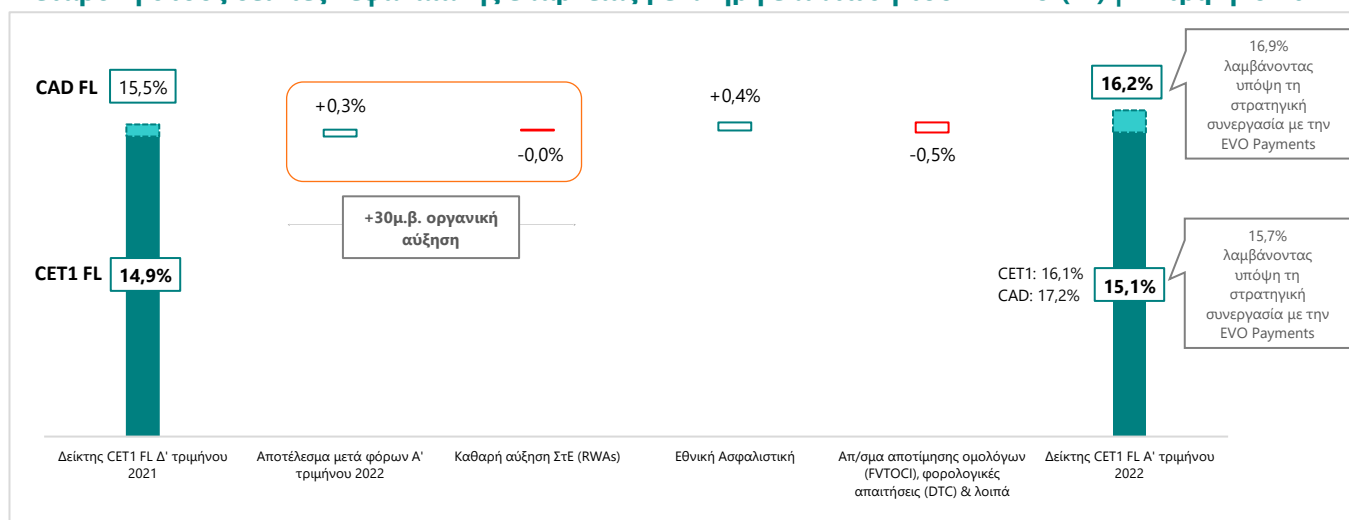 CAD FL
15,5%
+0,3%
-0,0%
+30μ.β. οργανική
αύξηση
+0,4%
-0,5%
16,2%
16,9%
λαμβάνοντας
υπόψη τη
στρατηγική
συνεργασία με την
EVO Payments
CET1 FL
14,9%
CET1: 16,1%
CAD: 17,2%
15,1%
15,7%
λαμβάνοντας
υπόψη τη
στρατηγική
συνεργασία με την
EVO Payments
Δείκτης CET1 FL Δ' τριμήνου
2021
Αποτέλεσμα μετά φόρων Α'
τριμήνου 2022
Καθαρή αύξηση ΣτΕ (RWAs)
Εθνική Ασφαλιστική
Απ/σμα αποτίμησης ομολόγων
(FVTOCI), φορολογικές
απαιτήσεις (DTC) & λοιπά
Δείκτης CET1 FL Α' τριμήνου
2022